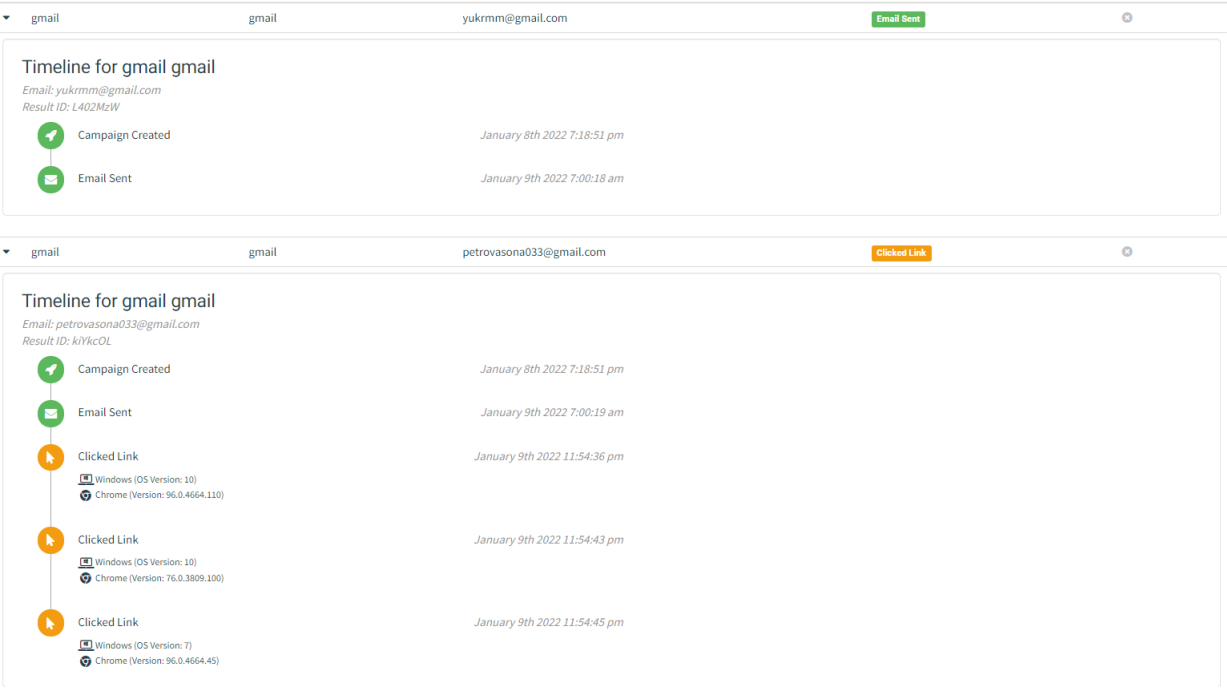 gmail gmail yukrmm@gmail.com Email Sent
Timeline for gmail gmail
Email: yukrmm@gmail.com
Result ID: L402MzW
Campaign Created January 8th 2022 7:18:51 pm
Email Sent January 9th 2022 7:00:18 am
gmail gmail petrovasona033@gmail.com Clicked Link
Timeline for gmail gmail
Email: petrovasona033@gmail.com
Result ID: kiYkcOL
Campaign Created January 8th 2022 7:18:51 pm
Email Sent January 9th 2022 7:00:19 am
Clicked Link January 9th 2022 11:54:36 pm
Windows (OS Version: 10)
Chrome (Version: 96.0.4664.110)
Clicked Link January 9th 2022 11:54:43 pm
Windows (OS Version: 10)
Chrome (Version: 76.0.3809.100)
Clicked Link January 9th 2022 11:54:45 pm
Windows (OS Version: 7)
Chrome (Version: 96.0.4664.45)